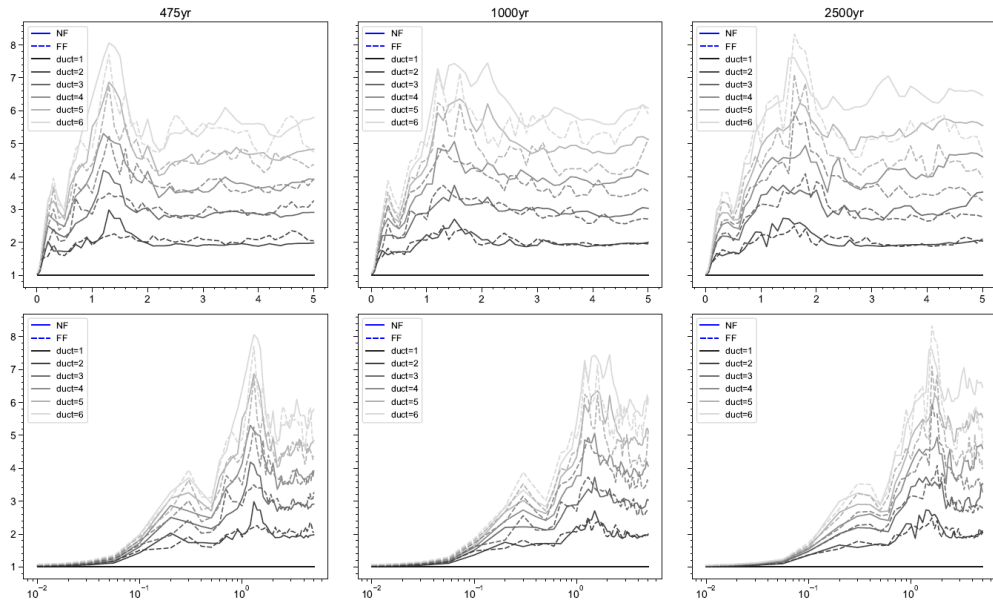 475yr
1000yr
2500yr
8
7
6
5
4
3
2
1
NF
FF
duct=1
duct=2
duct=3
duct=4
duct=5
duct=6
0 1 2 3 4 5
NF
FF
duct=1
duct=2
duct=3
duct=4
duct=5
duct=6
0 1 2 3 4 5
NF
FF
duct=1
duct=2
duct=3
duct=4
duct=5
duct=6
0 1 2 3 4 5
8
7
6
5
4
3
2
1
NF
FF
duct=1
duct=2
duct=3
duct=4
duct=5
duct=6
10⁻² 10⁻¹ 10⁰
NF
FF
duct=1
duct=2
duct=3
duct=4
duct=5
duct=6
10⁻² 10⁻¹ 10⁰
NF
FF
duct=1
duct=2
duct=3
duct=4
duct=5
duct=6
10⁻² 10⁻¹ 10⁰